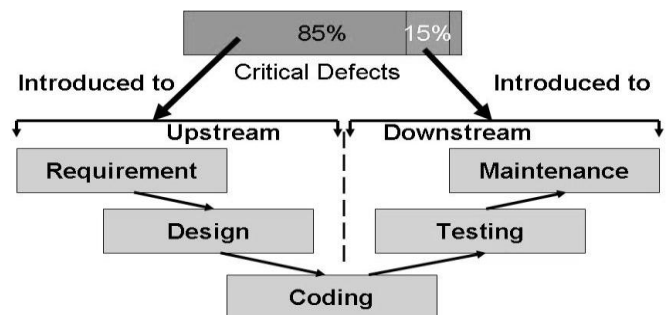 85% 15%
Critical Defects
Introduced to Introduced to
Upstream Downstream
Requirement Maintenance
Design Testing
Coding